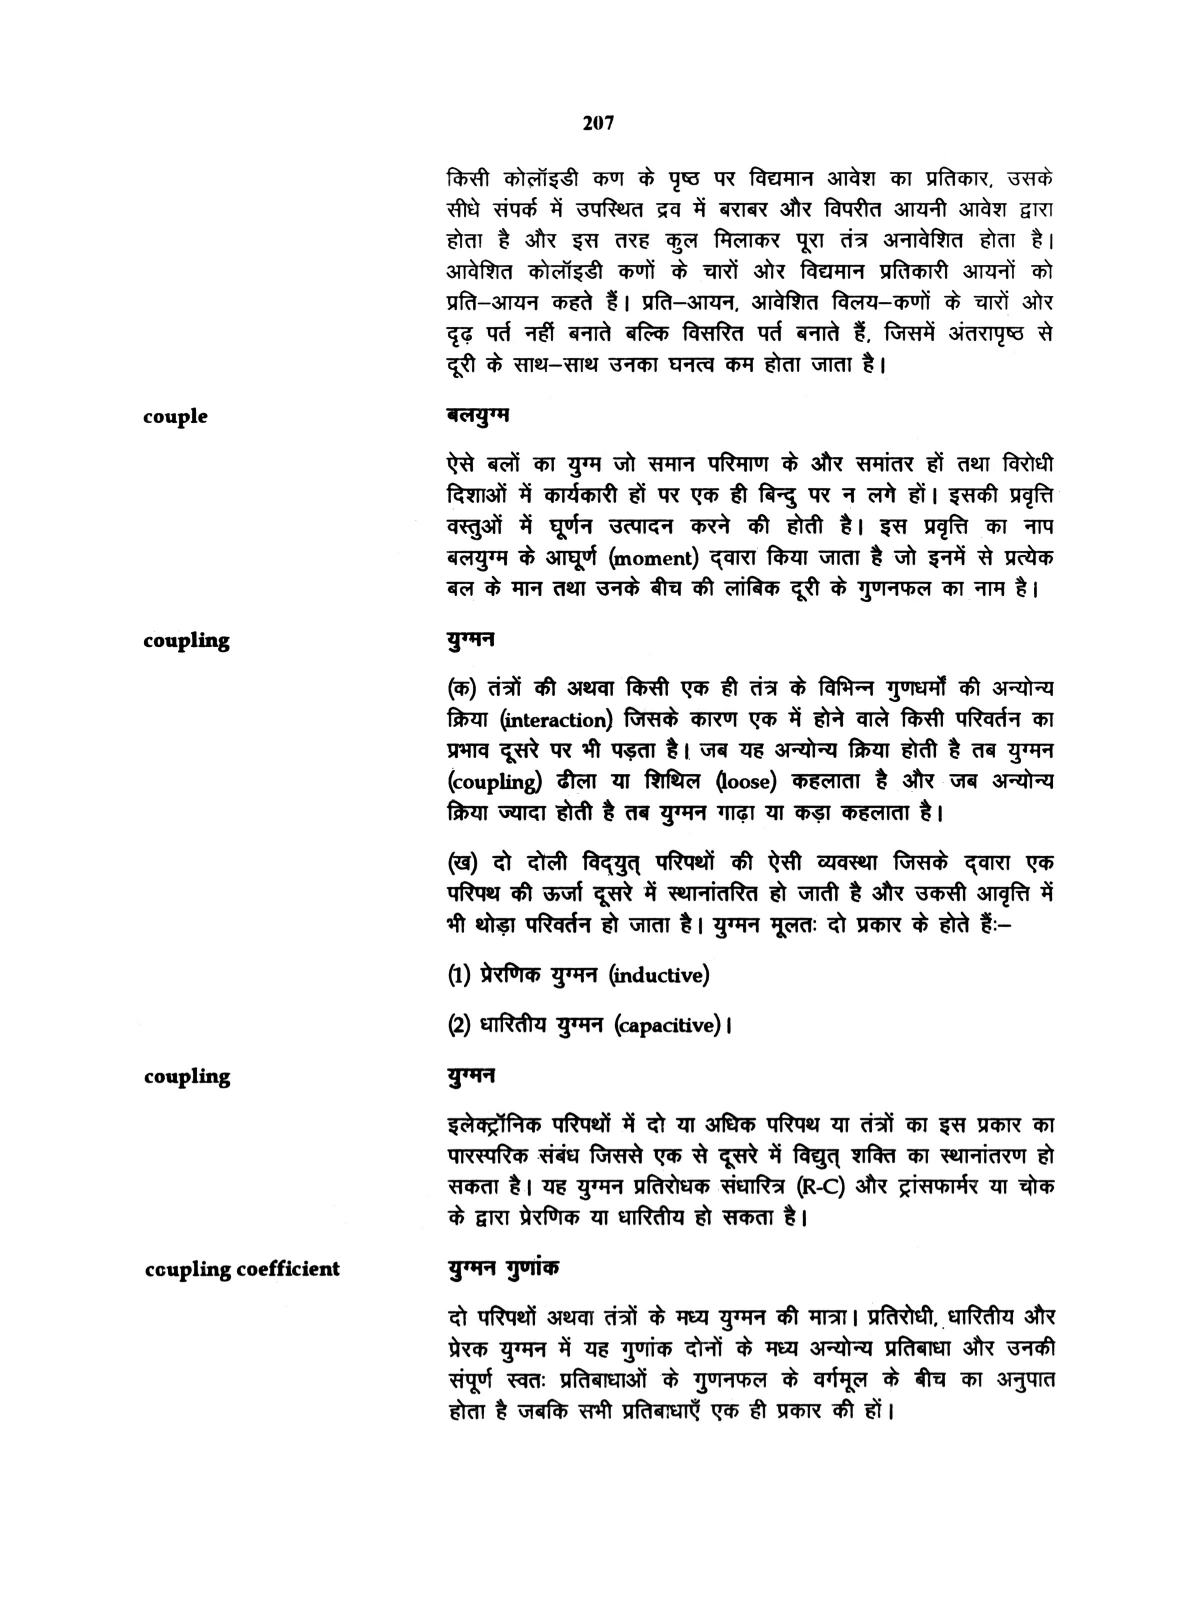 207
किसी कोलॉइडी कण के पृष्ठ पर विद्यमान आवेश का प्रतिकार, उसके
सीधे संपर्क में उपस्थित द्रव में बराबर और विपरीत आयनी आवेश द्वारा
होता है और इस तरह कुल मिलाकर पूरा तंत्र अनावेशित होता है।
आवेशित कोलॉइडी कणों के चारों ओर विद्यमान प्रतिकारी आयनों को
प्रति–आयन कहते हैं। प्रति–आयन, आवेशित विलय–कणों के चारों ओर
दृढ़ पर्त नहीं बनाते बल्कि विसरित पर्त बनाते हैं, जिसमें अंतरापृष्ठ से
दूरी के साथ–साथ उनका घनत्व कम होता जाता है।
couple बलयुग्म
ऐसे बलों का युग्म जो समान परिमाण के और समांतर हों तथा विरोधी
दिशाओं में कार्यकारी हों पर एक ही बिन्दु पर न लगे हों। इसकी प्रवृत्ति
वस्तुओं में घूर्णन उत्पादन करने की होती है। इस प्रवृत्ति का नाप
बलयुग्म के आघूर्ण (moment) द्‌वारा किया जाता है जो इनमें से प्रत्येक
बल के मान तथा उनके बीच की लांबिक दूरी के गुणनफल का नाम है।
coupling युग्मन
(क) तंत्रों की अथवा किसी एक ही तंत्र के विभिन्न गुणधर्मों की अन्योन्य
क्रिया (interaction) जिसके कारण एक में होने वाले किसी परिवर्तन का
प्रभाव दूसरे पर भी पड़ता है। जब यह अन्योन्य क्रिया होती है तब युग्मन
(coupling) ढीला या शिथिल (loose) कहलाता है और जब अन्योन्य
क्रिया ज्यादा होती है तब युग्मन गाढ़ा या कड़ा कहलाता है।
(ख) दो दोली विद्‌युत् परिपथों की ऐसी व्यवस्था जिसके द्‌वारा एक
परिपथ की ऊर्जा दूसरे में स्थानांतरित हो जाती है और उकसी आवृत्ति में
भी थोड़ा परिवर्तन हो जाता है। युग्मन मूलतः दो प्रकार के होते हैंः–
(1) प्रेरणिक युग्मन (inductive)
(2) धारितीय युग्मन (capacitive)।
coupling युग्मन
इलेक्ट्रॉनिक परिपथों में दो या अधिक परिपथ या तंत्रों का इस प्रकार का
पारस्परिक संबंध जिससे एक से दूसरे में विद्युत् शक्ति का स्थानांतरण हो
सकता है। यह युग्मन प्रतिरोधक संधारित्र (R-C) और ट्रांसफार्मर या चोक
के द्वारा प्रेरणिक या धारितीय हो सकता है।
coupling coefficient युग्मन गुणांक
दो परिपथों अथवा तंत्रों के मध्य युग्मन की मात्रा। प्रतिरोधी, धारितीय और
प्रेरक युग्मन में यह गुणांक दोनों के मध्य अन्योन्य प्रतिबाधा और उनकी
संपूर्ण स्वतः प्रतिबाधाओं के गुणनफल के वर्गमूल के बीच का अनुपात
होता है जबकि सभी प्रतिबाधाएँ एक ही प्रकार की हों।